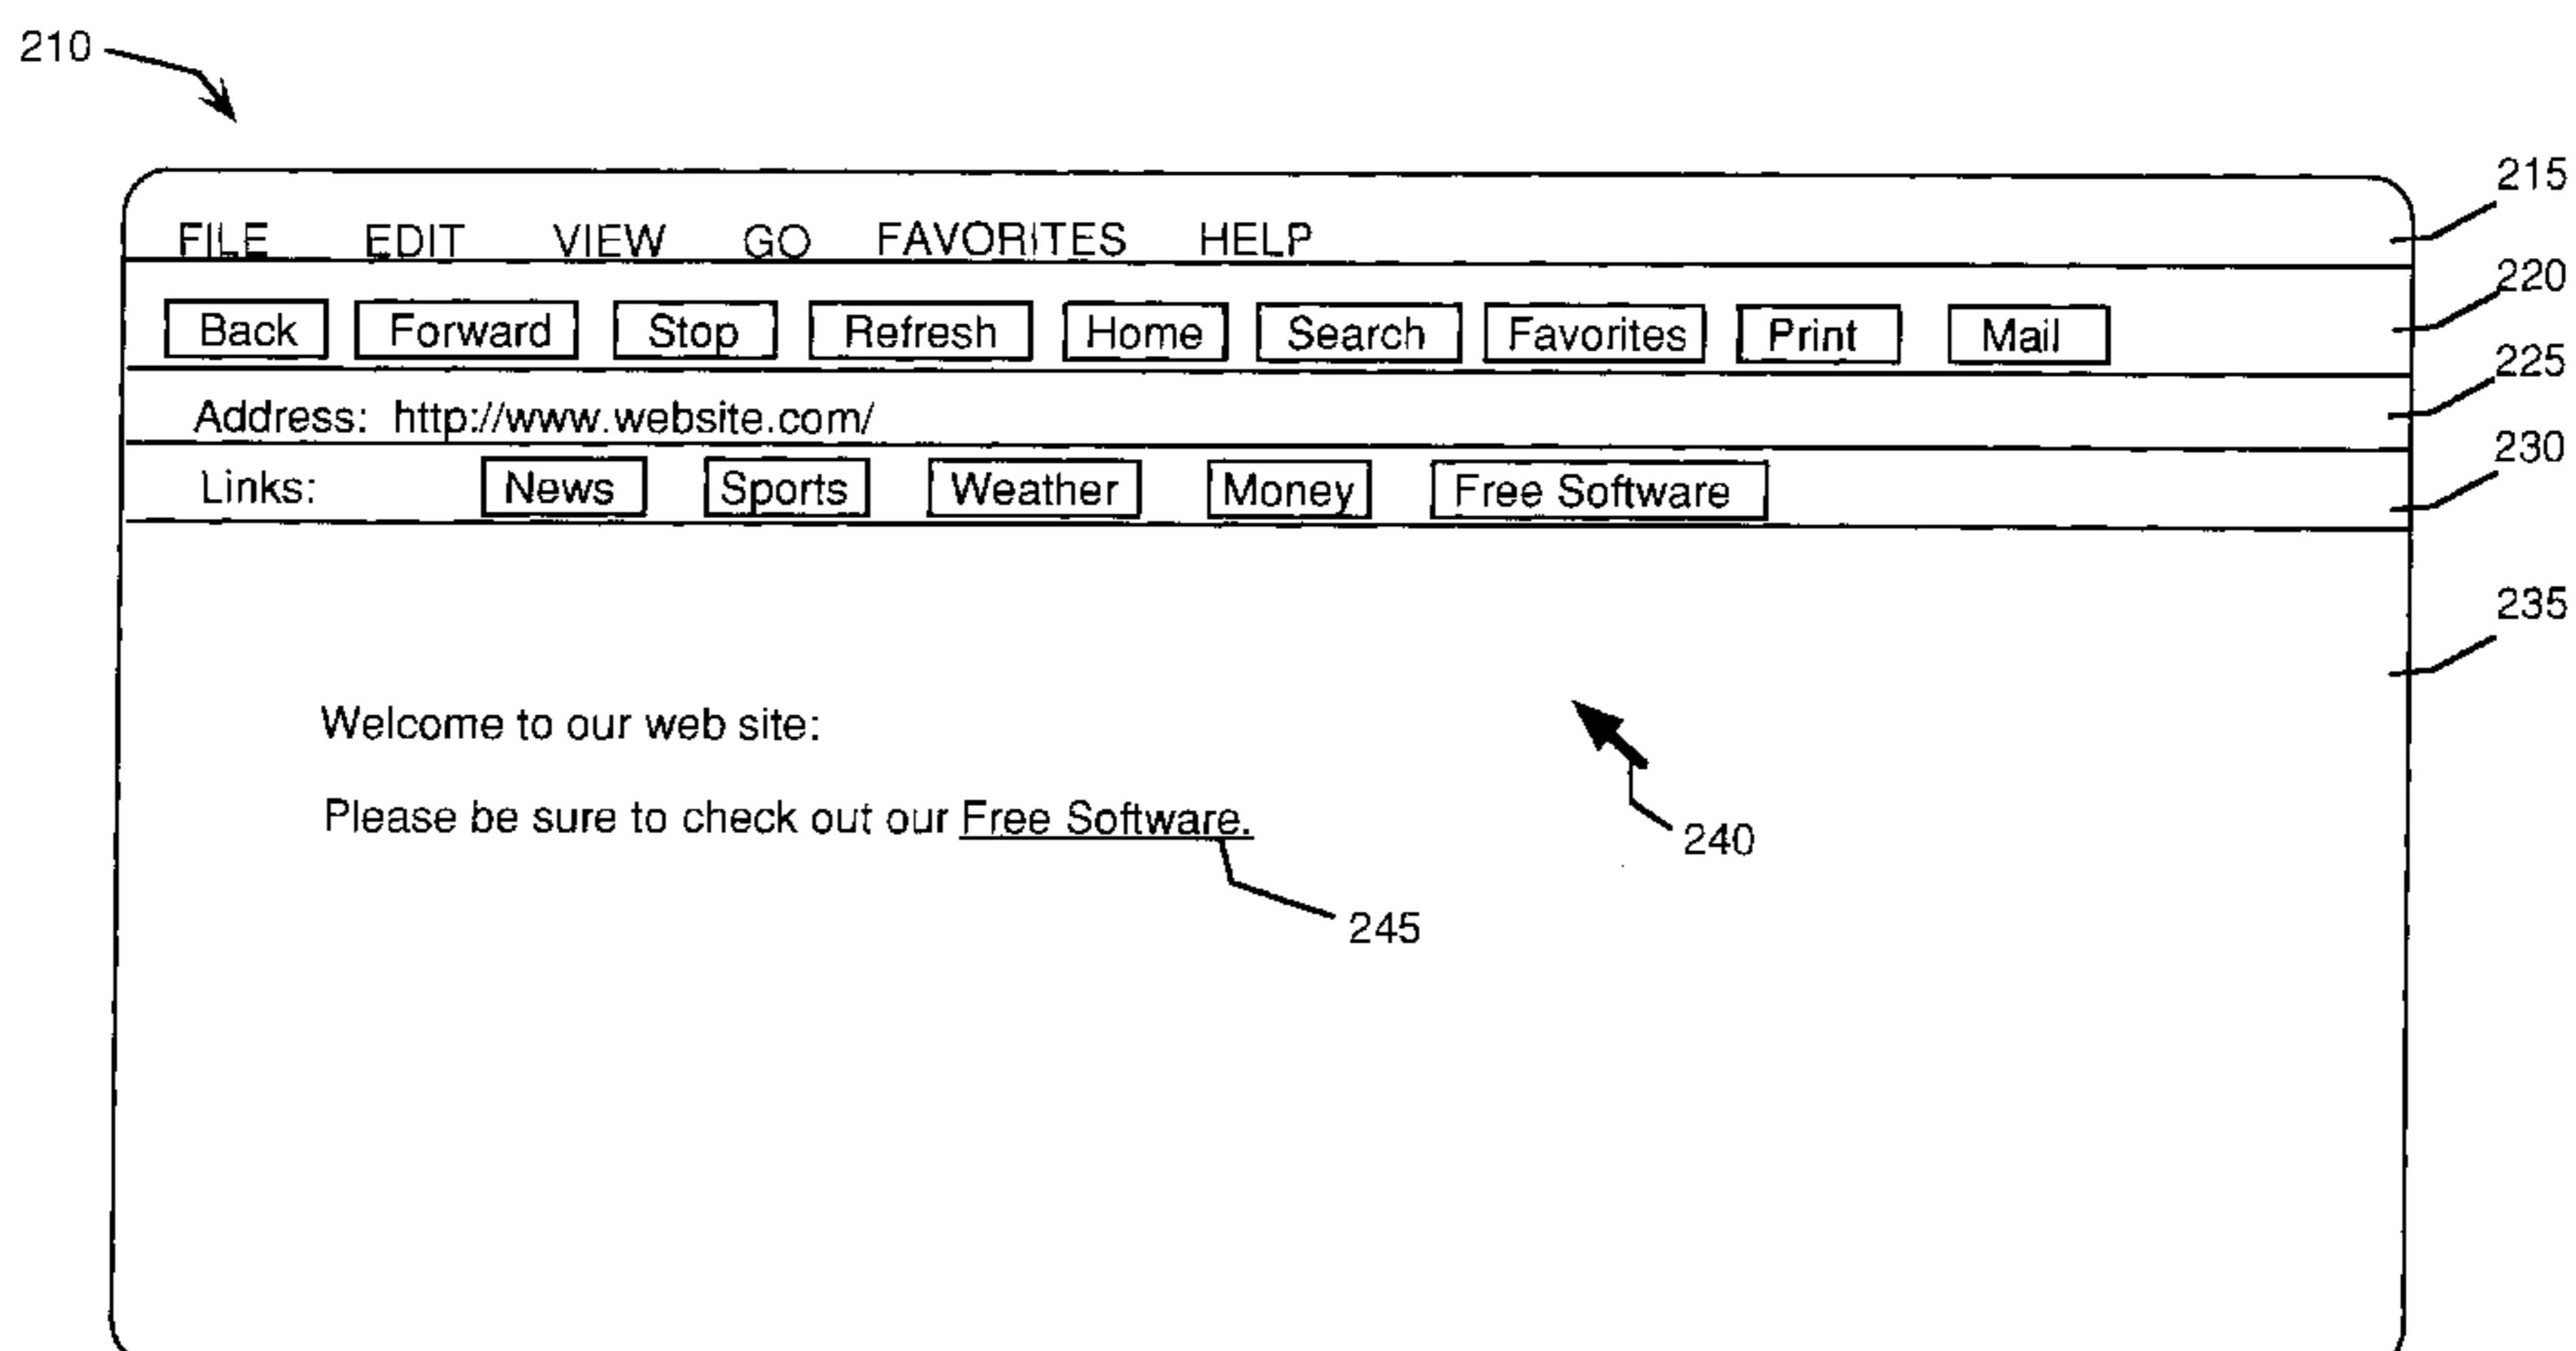 210
215
FILE EDIT VIEW GO FAVORITES HELP
220
Back Forward Stop Refresh Home Search Favorites Print Mail
225
Address: http://www.website.com/
230
Links: News Sports Weather Money Free Software
235
Welcome to our web site:
Please be sure to check out our Free Software.
240
245